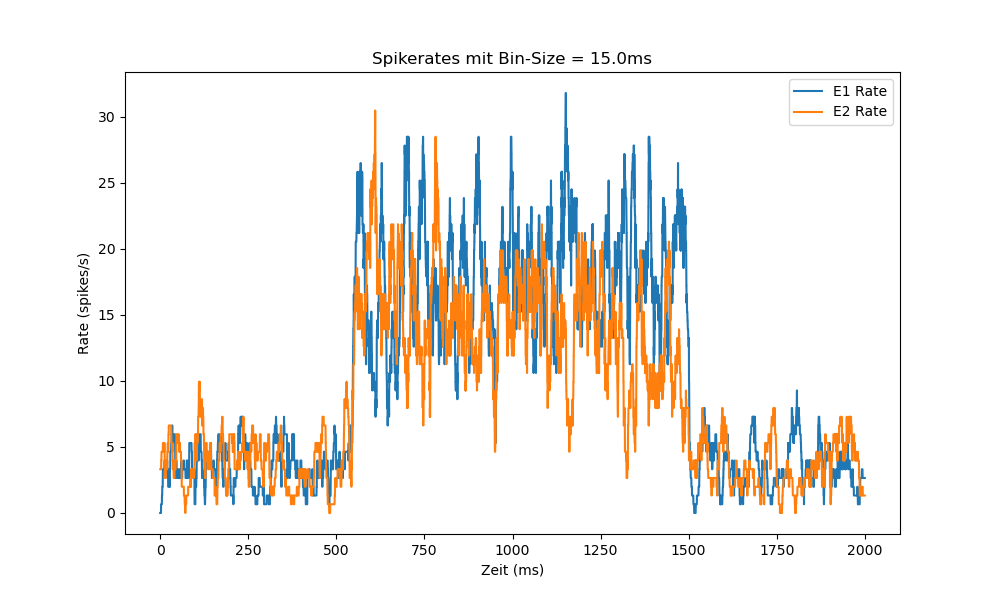 Spikerates mit Bin-Size = 15.0ms
E1 Rate
E2 Rate
Rate (spikes/s)
30
25
20
15
10
5
0
0 250 500 750 1000 1250 1500 1750 2000
Zeit (ms)